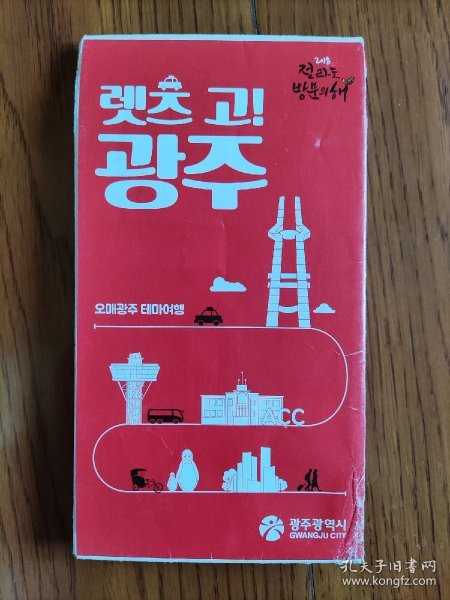 2018
전라도
방문의해
렛츠 고!
광주
오매광주 테마여행
ACC
광주광역시
GWANGJU CITY
孔夫子旧书网
www.kongfz.com